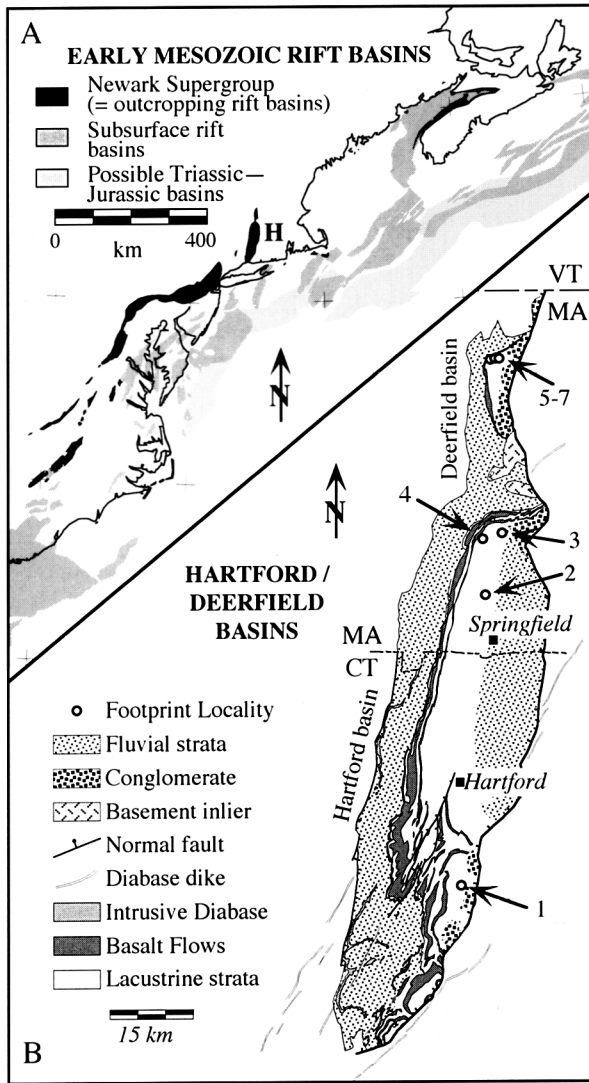 A
EARLY MESOZOIC RIFT BASINS
Newark Supergroup
(= outcropping rift basins)
Subsurface rift
basins
Possible Triassic—
Jurassic basins
0 400
km
H
N
VT
MA
Deerfield basin
5-7
N
4
3
2
HARTFORD /
DEERFIELD
BASINS
Springfield
MA
CT
Hartford basin
Hartford
1
Footprint Locality
Fluvial strata
Conglomerate
Basement inlier
Normal fault
Diabase dike
Intrusive Diabase
Basalt Flows
Lacustrine strata
15 km
B